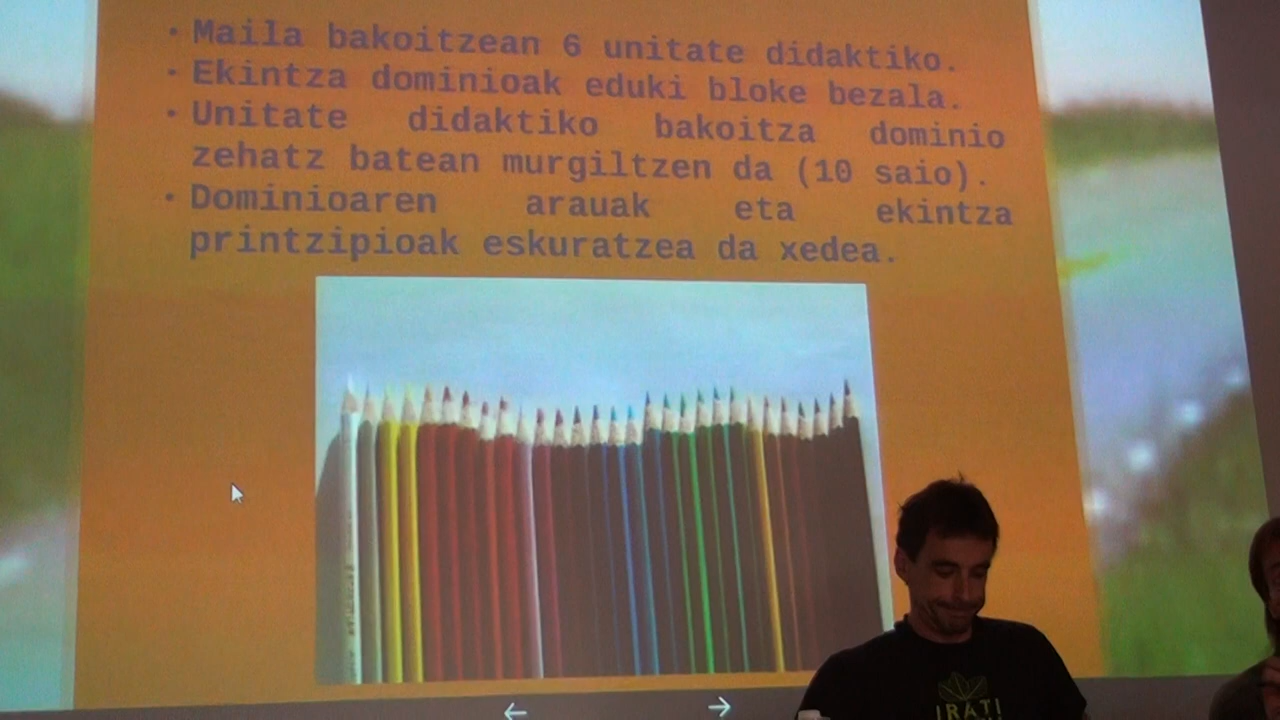 • Maila bakoitzean 6 unitate didaktiko.
• Ekintza dominioak eduki bloke bezala.
• Unitate didaktiko bakoitza dominio
zehatz batean murgiltzen da (10 saio).
• Dominioaren arauak eta ekintza
printzipioak eskuratzea da xedea.
IRATI